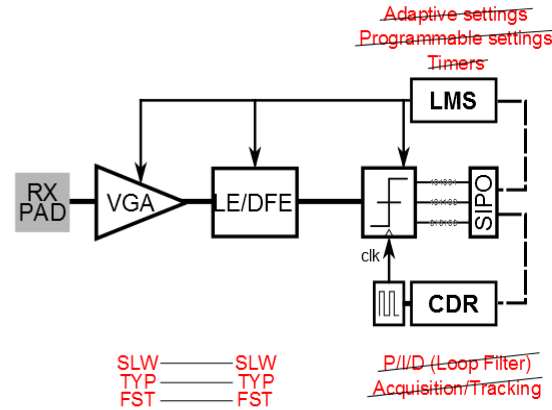 Adaptive settings
Programmable settings
Timers
LMS
RX
PAD
VGA
LE/DFE
SIPO
clk
CDR
SLW SLW
TYP TYP
FST FST
P/I/D (Loop Filter)
Acquisition/Tracking